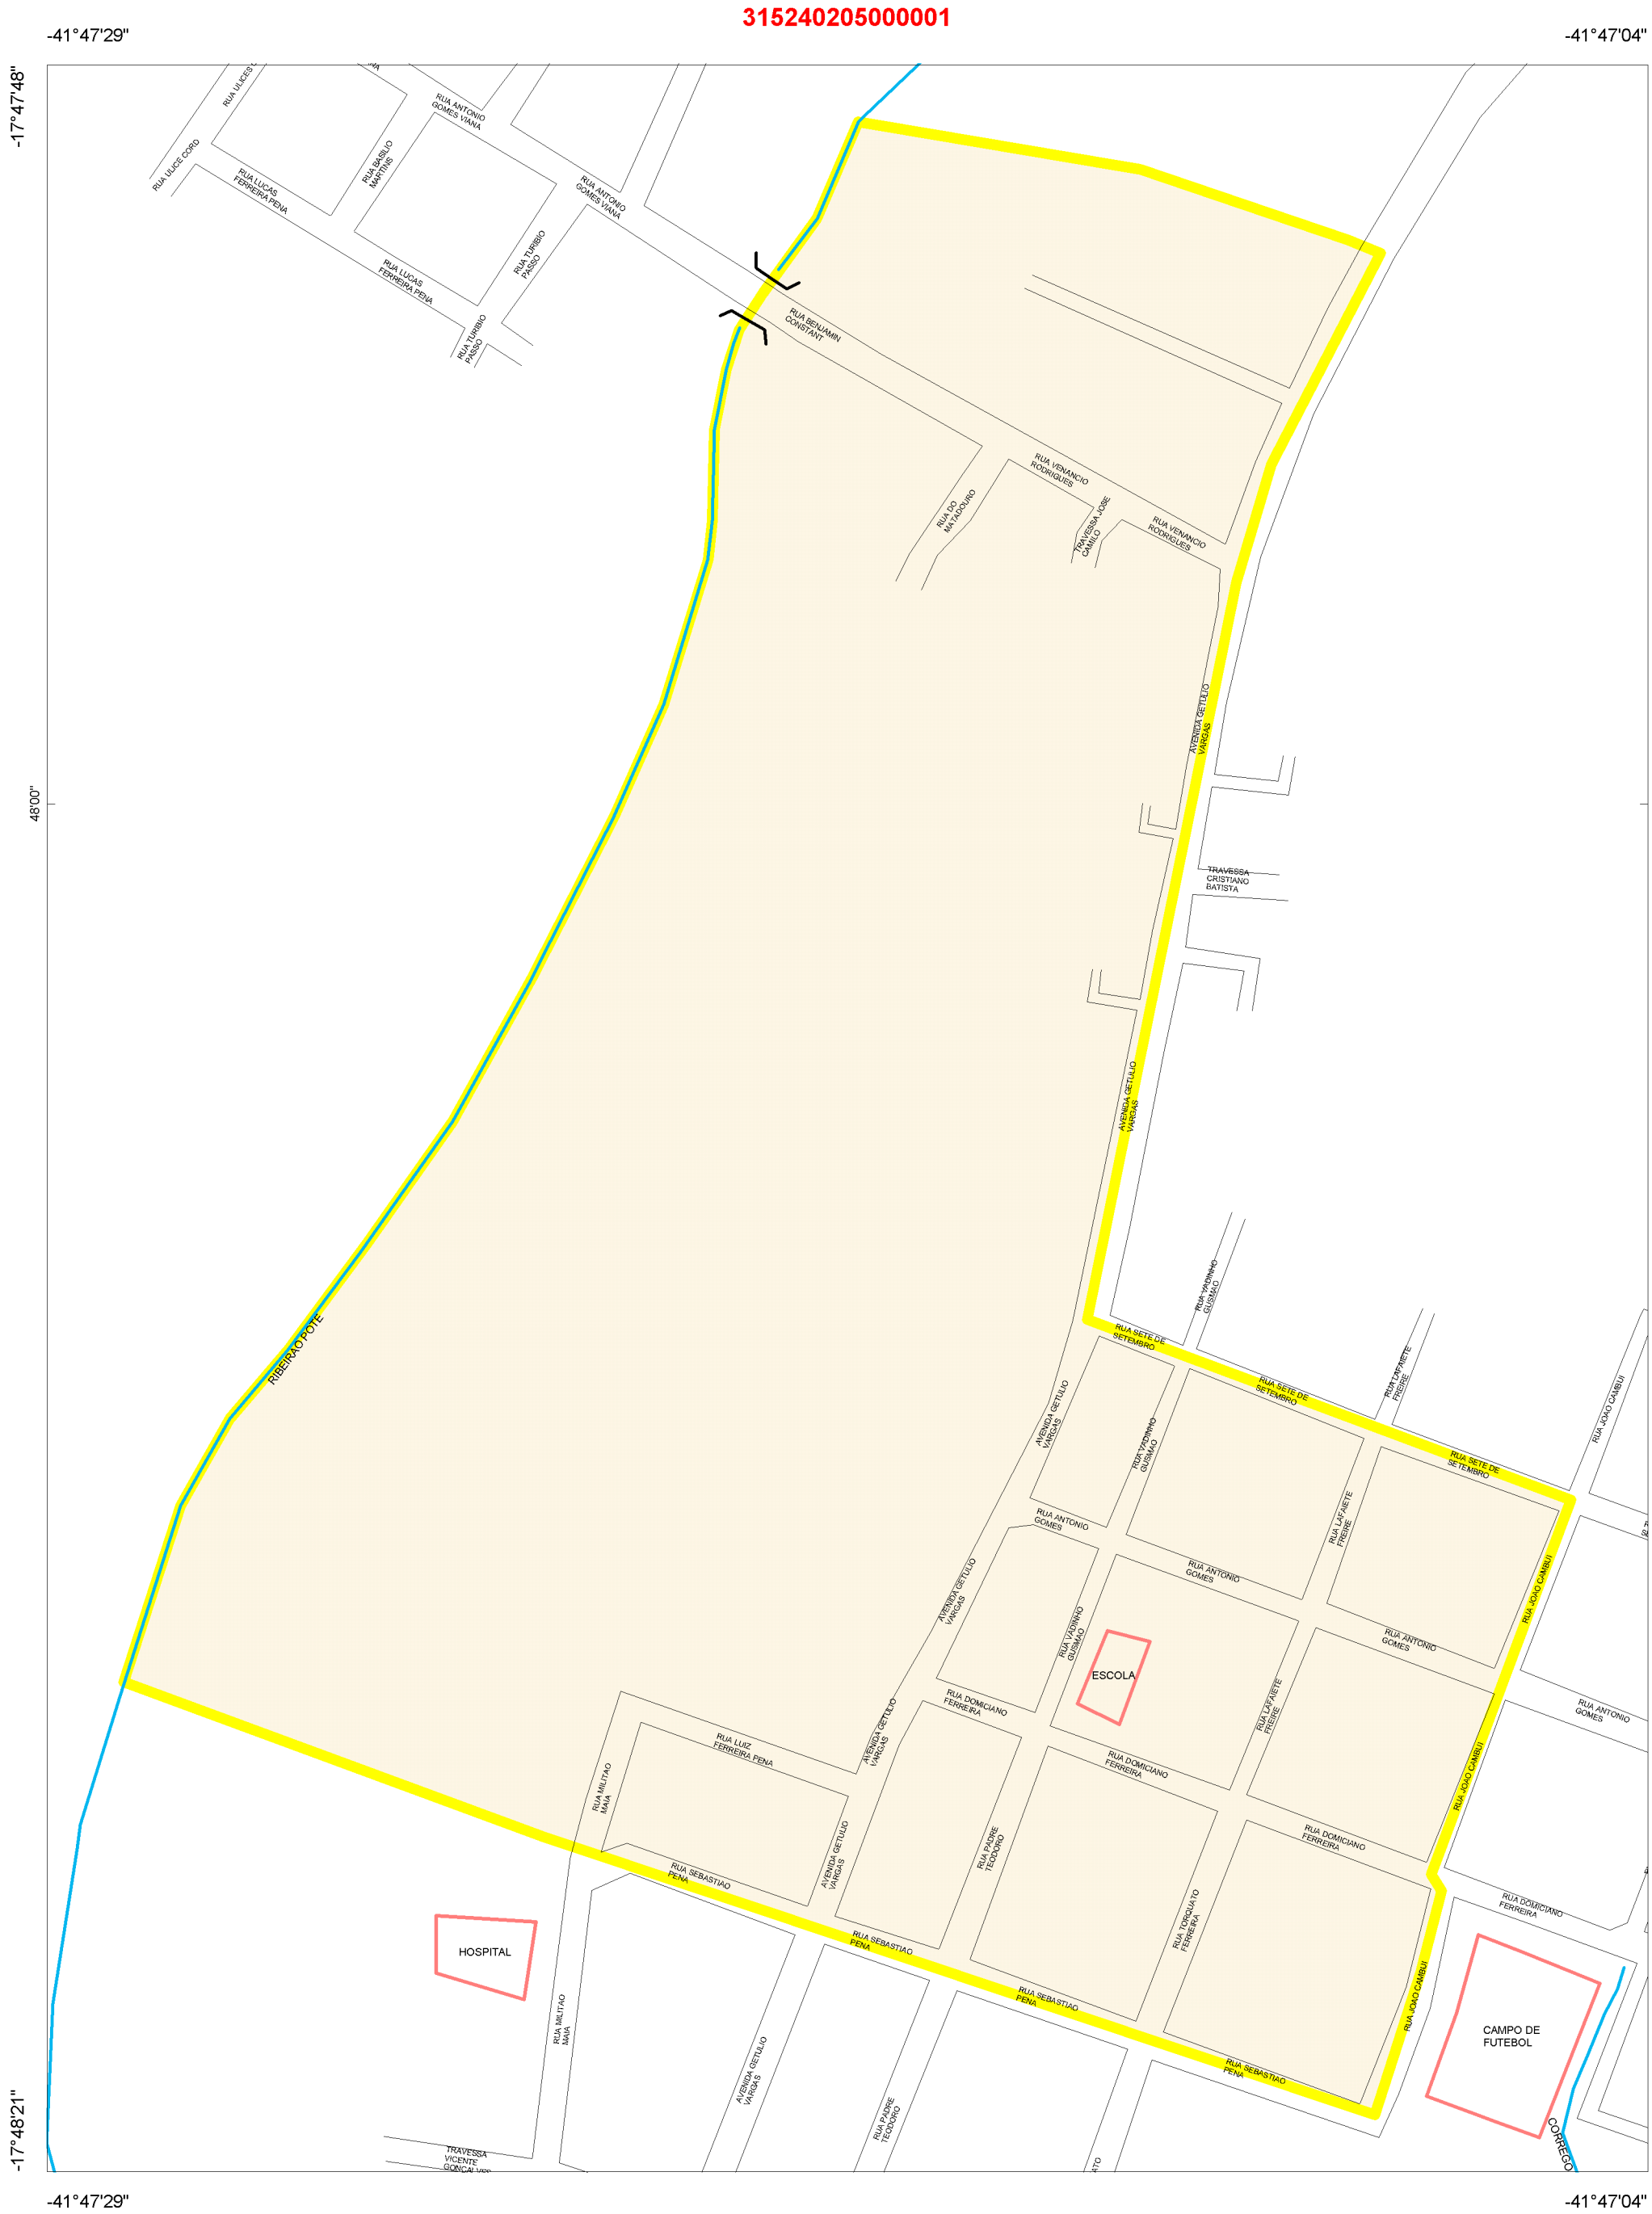 315240205000001
-41°47'29"
-41°47'04"
-17°47'48"
RUA ULICES
RUA ANTONIO
GOMES VIANA
RUA ULICE CORD
RUA BASILIO
MARTINS
RUA LUCAS
FERREIRA PENA
RUA ANTONIO
GOMES VIANA
RUA TURIBIO
PASSO
RUA LUCAS
FERREIRA PENA
RUA TURIBIO
PASSO
RUA BENJAMIN
CONSTANT
RUA VENANCIO
RODRIGUES
RUA DO
MATADOURO
TRAVESSA JOSE
CAMILO
RUA VENANCIO
RODRIGUES
AVENIDA GETULIO
VARGAS
48'00"
TRAVESSA
CRISTIANO
BATISTA
AVENIDA GETULIO
VARGAS
RUA VADINHO
GUSMAO
RUA SETE DE
SETEMBRO
RIBEIRAO POTE
RUA LAFAIETE
FREIRE
RUA SETE DE
SETEMBRO
RUA JOAO CAMBUI
AVENIDA GETULIO
VARGAS
RUA VADINHO
GUSMAO
RUA SETE DE
SETEMBRO
RUA ANTONIO
GOMES
RUA LAFAIETE
FREIRE
RUA ANTONIO
GOMES
RUA JOAO CAMBUI
AVENIDA GETULIO
VARGAS
RUA VADINHO
GUSMAO
RUA ANTONIO
GOMES
ESCOLA
RUA DOMICIANO
FERREIRA
RUA LAFAIETE
FREIRE
RUA ANTONIO
GOMES
AVENIDA GETULIO
VARGAS
RUA LUIZ
FERREIRA PENA
RUA DOMICIANO
FERREIRA
RUA JOAO CAMBUI
RUA MILITAO
MAIA
AVENIDA GETULIO
VARGAS
RUA PADRE
TEODORO
RUA DOMICIANO
FERREIRA
RUA SEBASTIAO
PENA
RUA TORQUATO
FERREIRA
RUA DOMICIANO
FERREIRA
HOSPITAL
RUA SEBASTIAO
PENA
RUA SEBASTIAO
PENA
RUA JOAO CAMBUI
RUA MILITAO
MAIA
CAMPO DE
FUTEBOL
AVENIDA GETULIO
VARGAS
RUA SEBASTIAO
PENA
RUA PADRE
TEODORO
CORREGO
TRAVESSA
VICENTE
GONCALVES
ATO
-17°48'21"
-41°47'29"
-41°47'04"